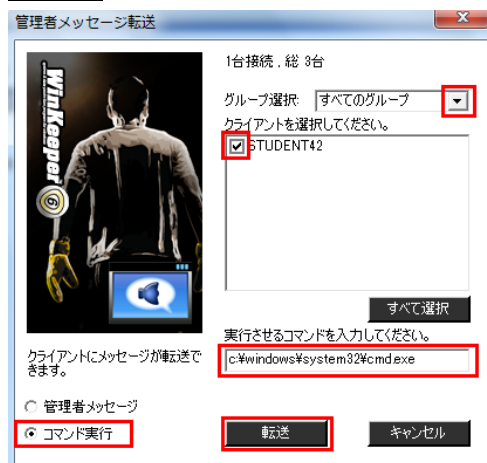 管理者メッセージ転送
x
1台接続 , 総 3台
グループ選択: すべてのグループ
クライアントを選択してください。
STUDENT42
すべて選択
実行させるコマンドを入力してください。
c:¥windows¥system32¥cmd.exe
WinKeeper 6
クライアントにメッセージが転送で
きます。
管理者メッセージ
コマンド実行
転送
キャンセル